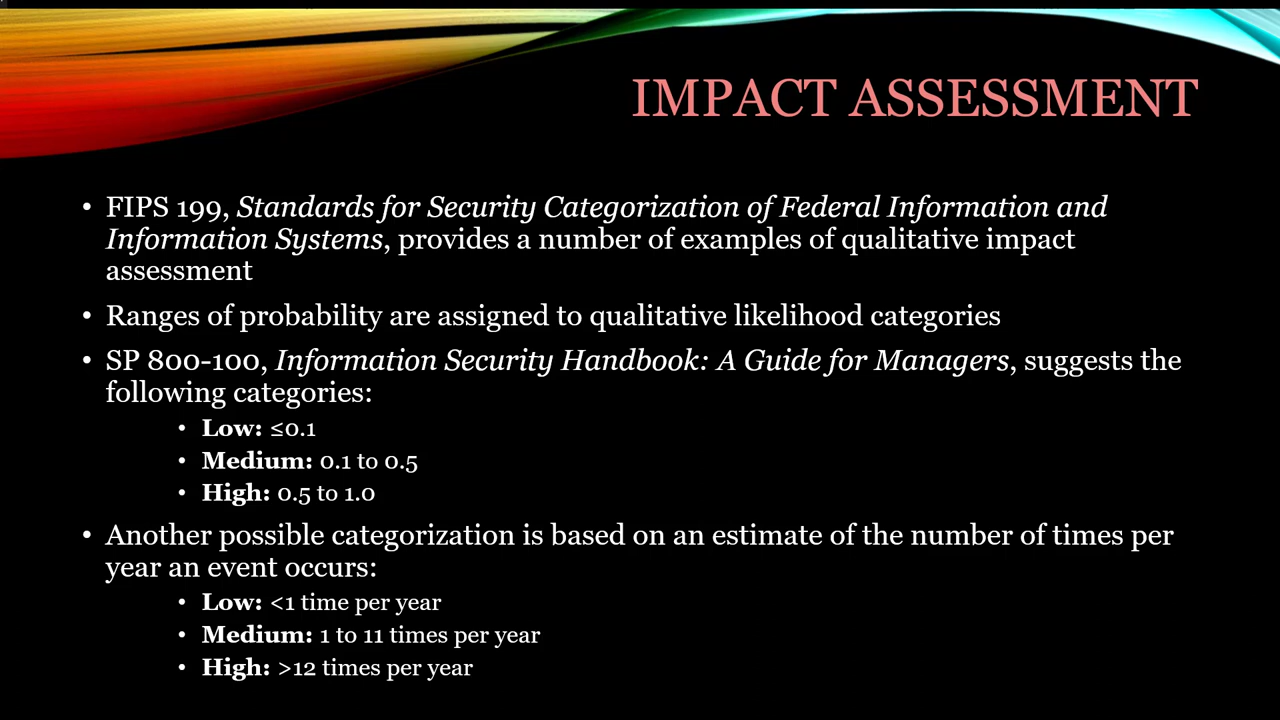 IMPACT ASSESSMENT
• FIPS 199, Standards for Security Categorization of Federal Information and
Information Systems, provides a number of examples of qualitative impact
assessment
• Ranges of probability are assigned to qualitative likelihood categories
• SP 800-100, Information Security Handbook: A Guide for Managers, suggests the
following categories:
• Low: ≤0.1
• Medium: 0.1 to 0.5
• High: 0.5 to 1.0
• Another possible categorization is based on an estimate of the number of times per
year an event occurs:
• Low: <1 time per year
• Medium: 1 to 11 times per year
• High: >12 times per year